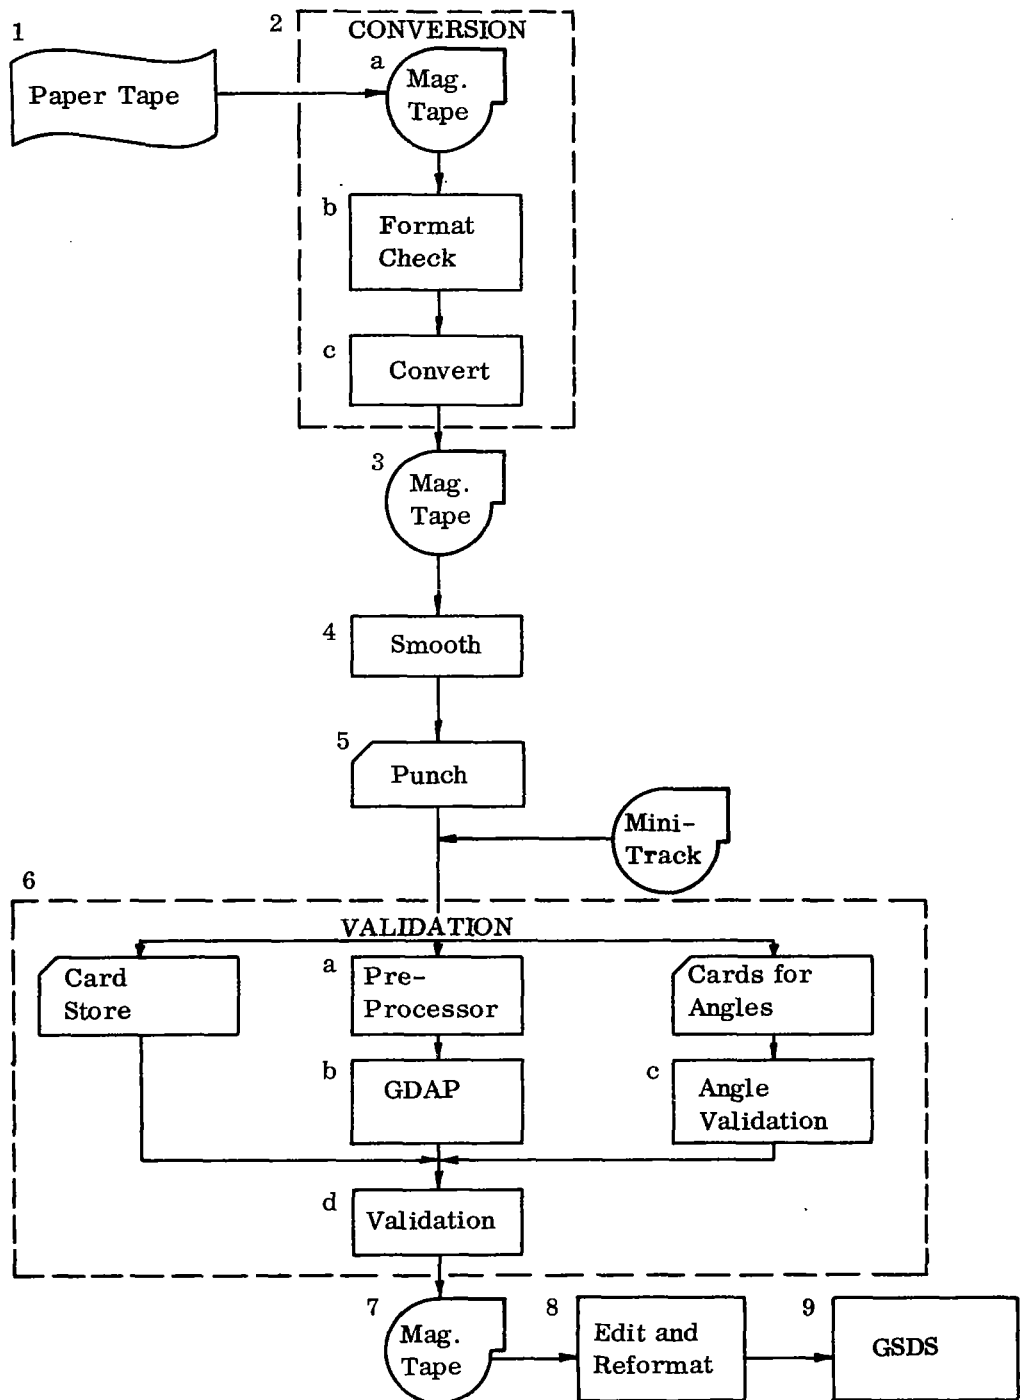 1
Paper Tape
2
CONVERSION
a
Mag.
Tape
b
Format
Check
c
Convert
3
Mag.
Tape
4
Smooth
5
Punch
Mini-
Track
6
VALIDATION
Card
Store
a
Pre-
Processor
Cards for
Angles
b
GDAP
c
Angle
Validation
d
Validation
7
Mag.
Tape
8
Edit and
Reformat
9
GSDS